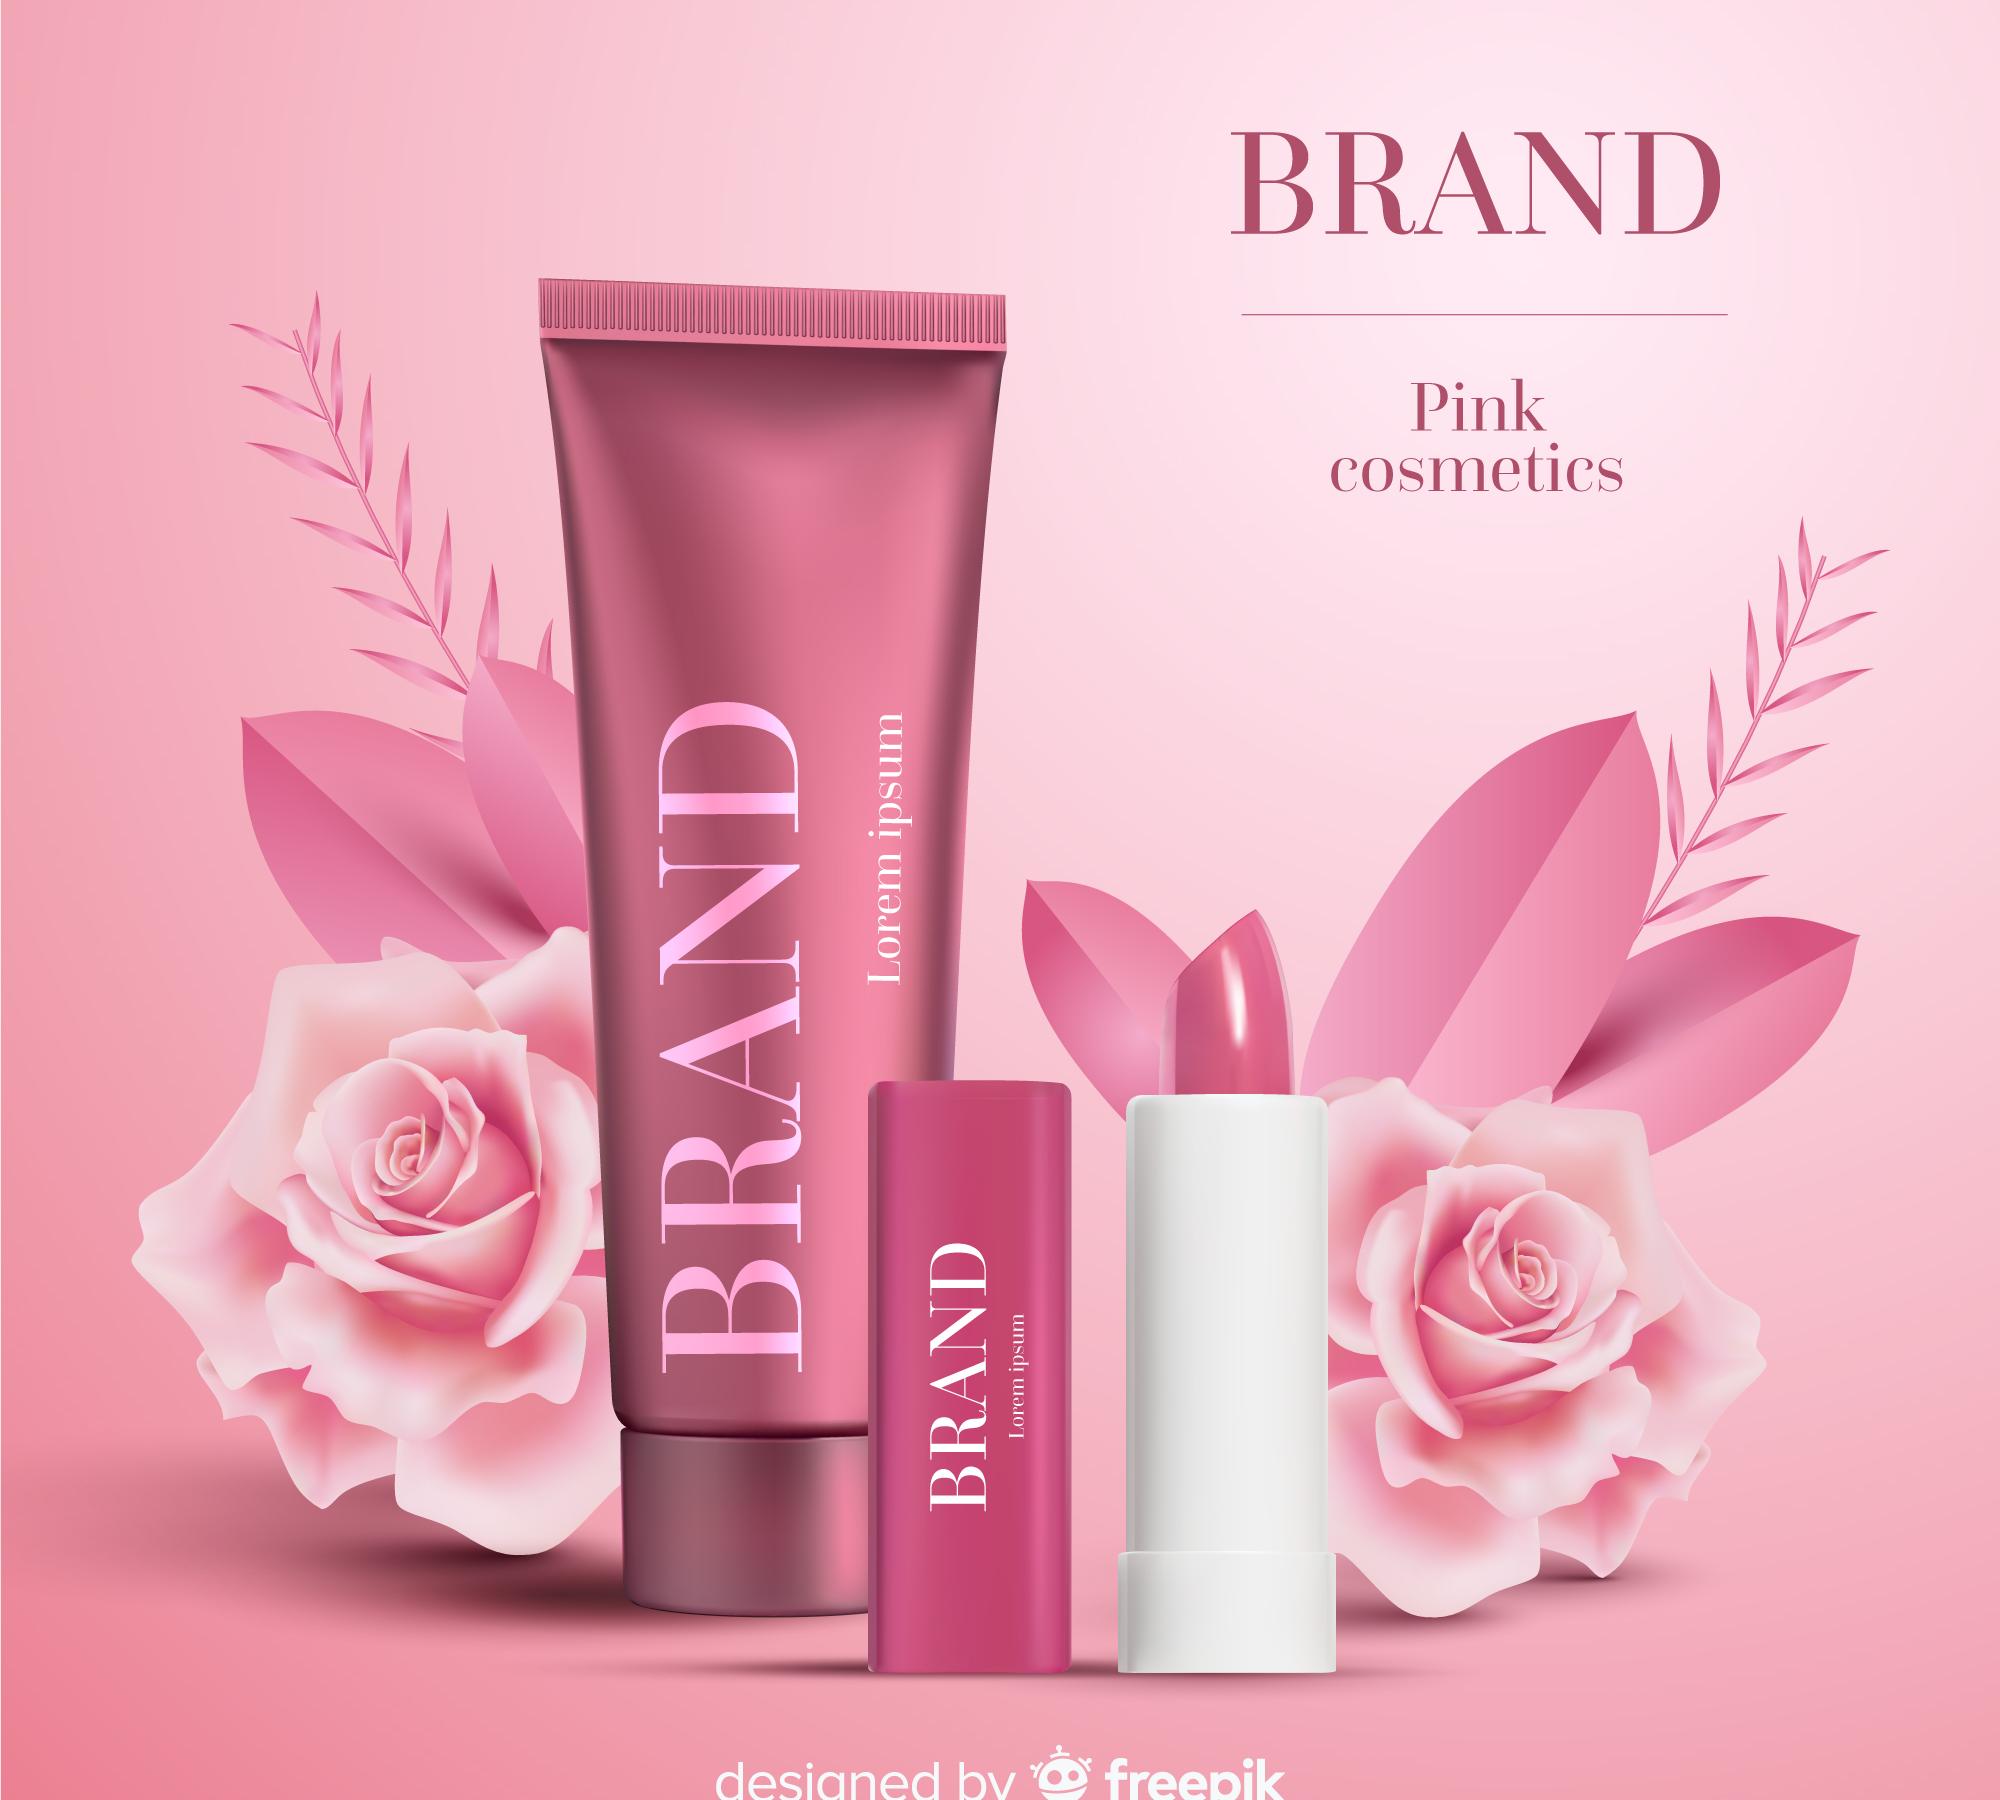 BRAND
Pink
cosmetics
BRAND
Lorem ipsum
BRAND
Lorem ipsum
designed by freepik